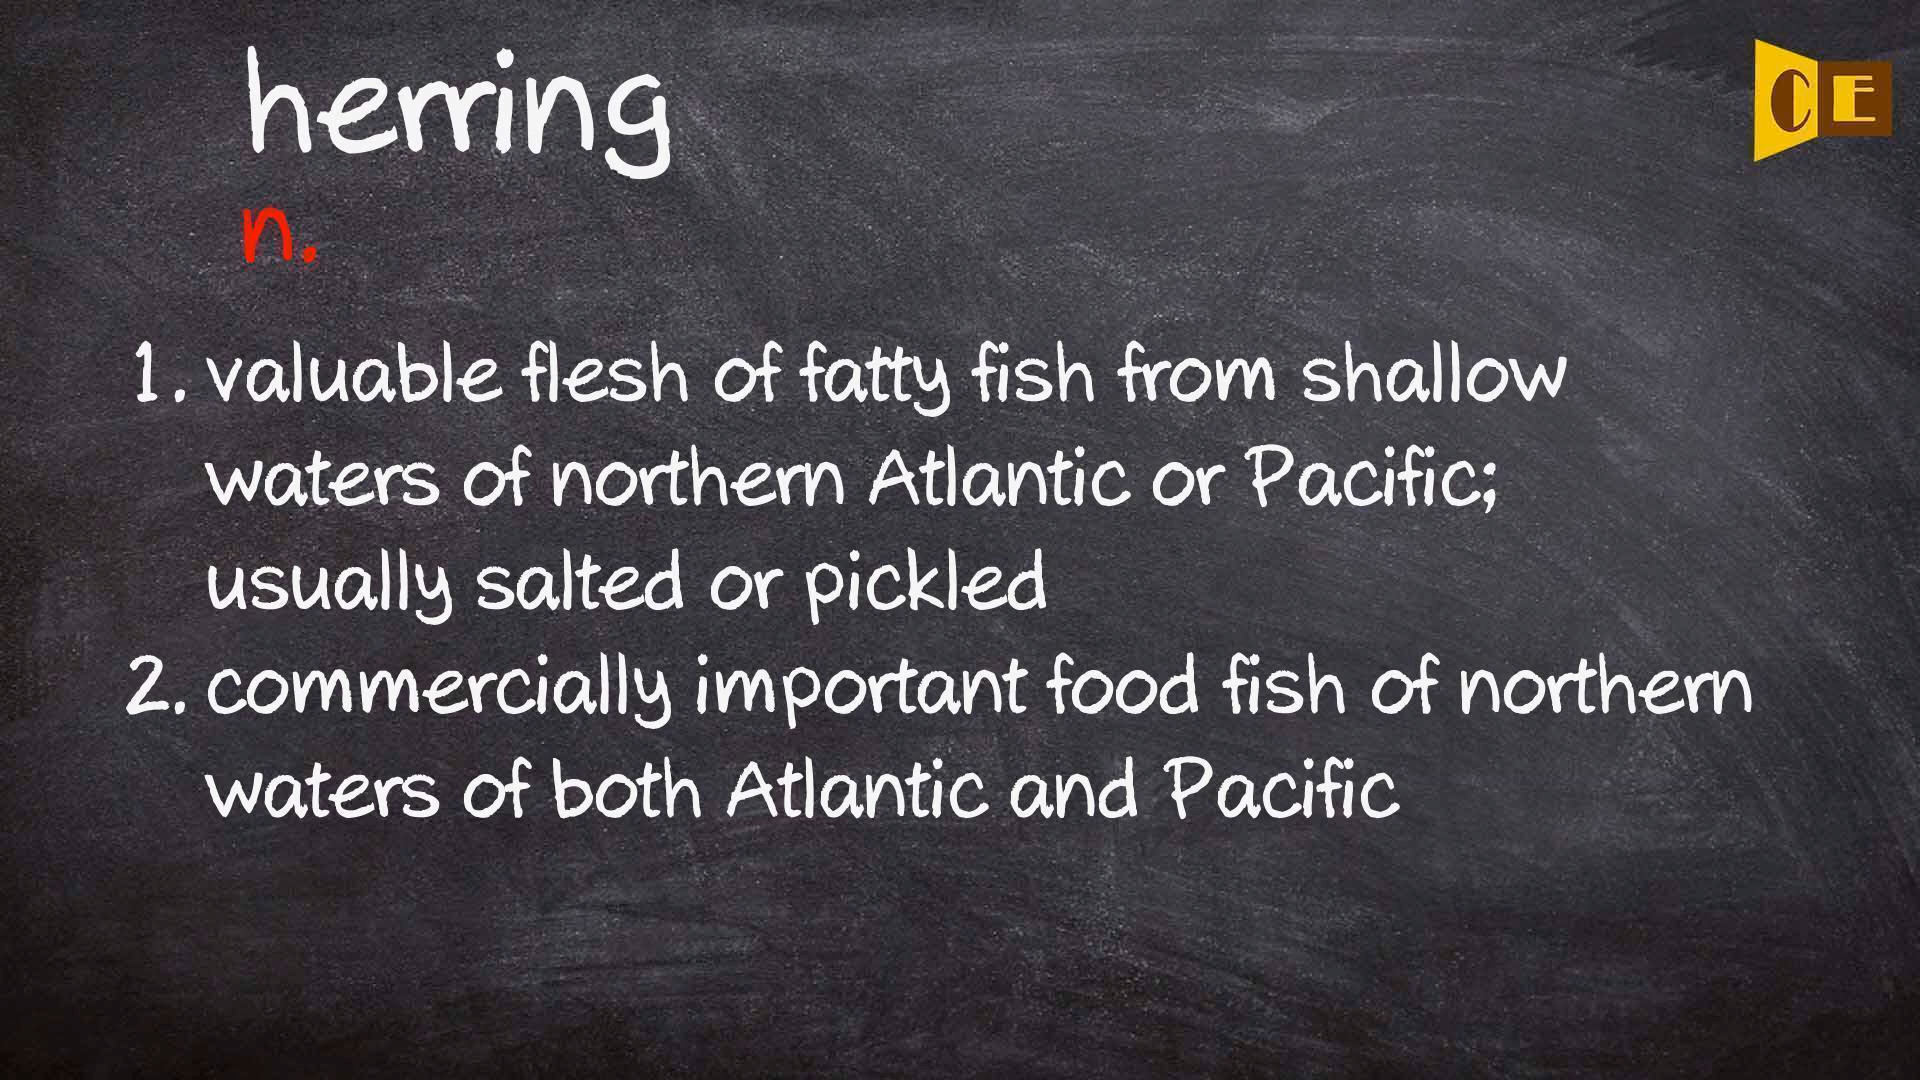 herring
CE
n.
1. valuable flesh of fatty fish from shallow
waters of northern Atlantic or Pacific;
usually salted or pickled
2. commercially important food fish of northern
waters of both Atlantic and Pacific